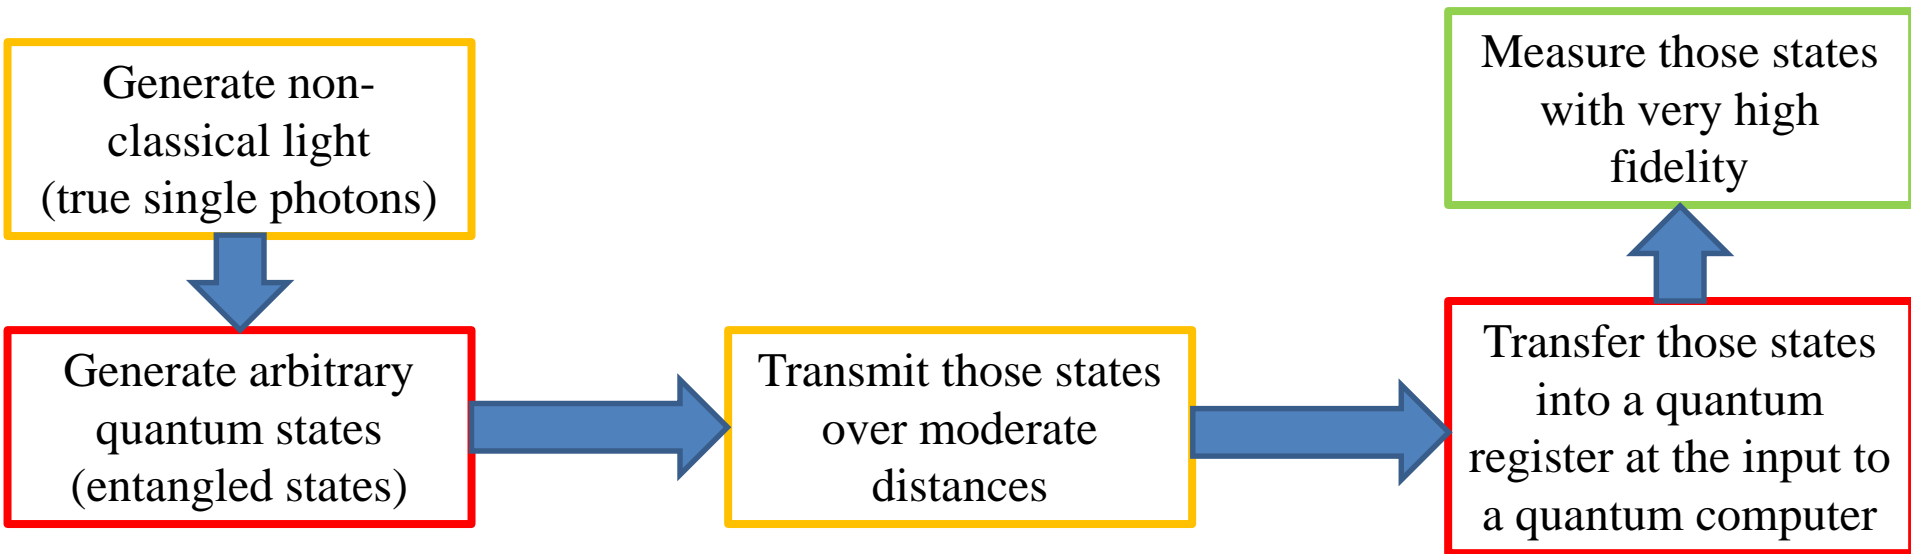 Generate non-
classical light
(true single photons)
Generate arbitrary
quantum states
(entangled states)
Transmit those states
over moderate
distances
Transfer those states
into a quantum
register at the input to
a quantum computer
Measure those states
with very high
fidelity